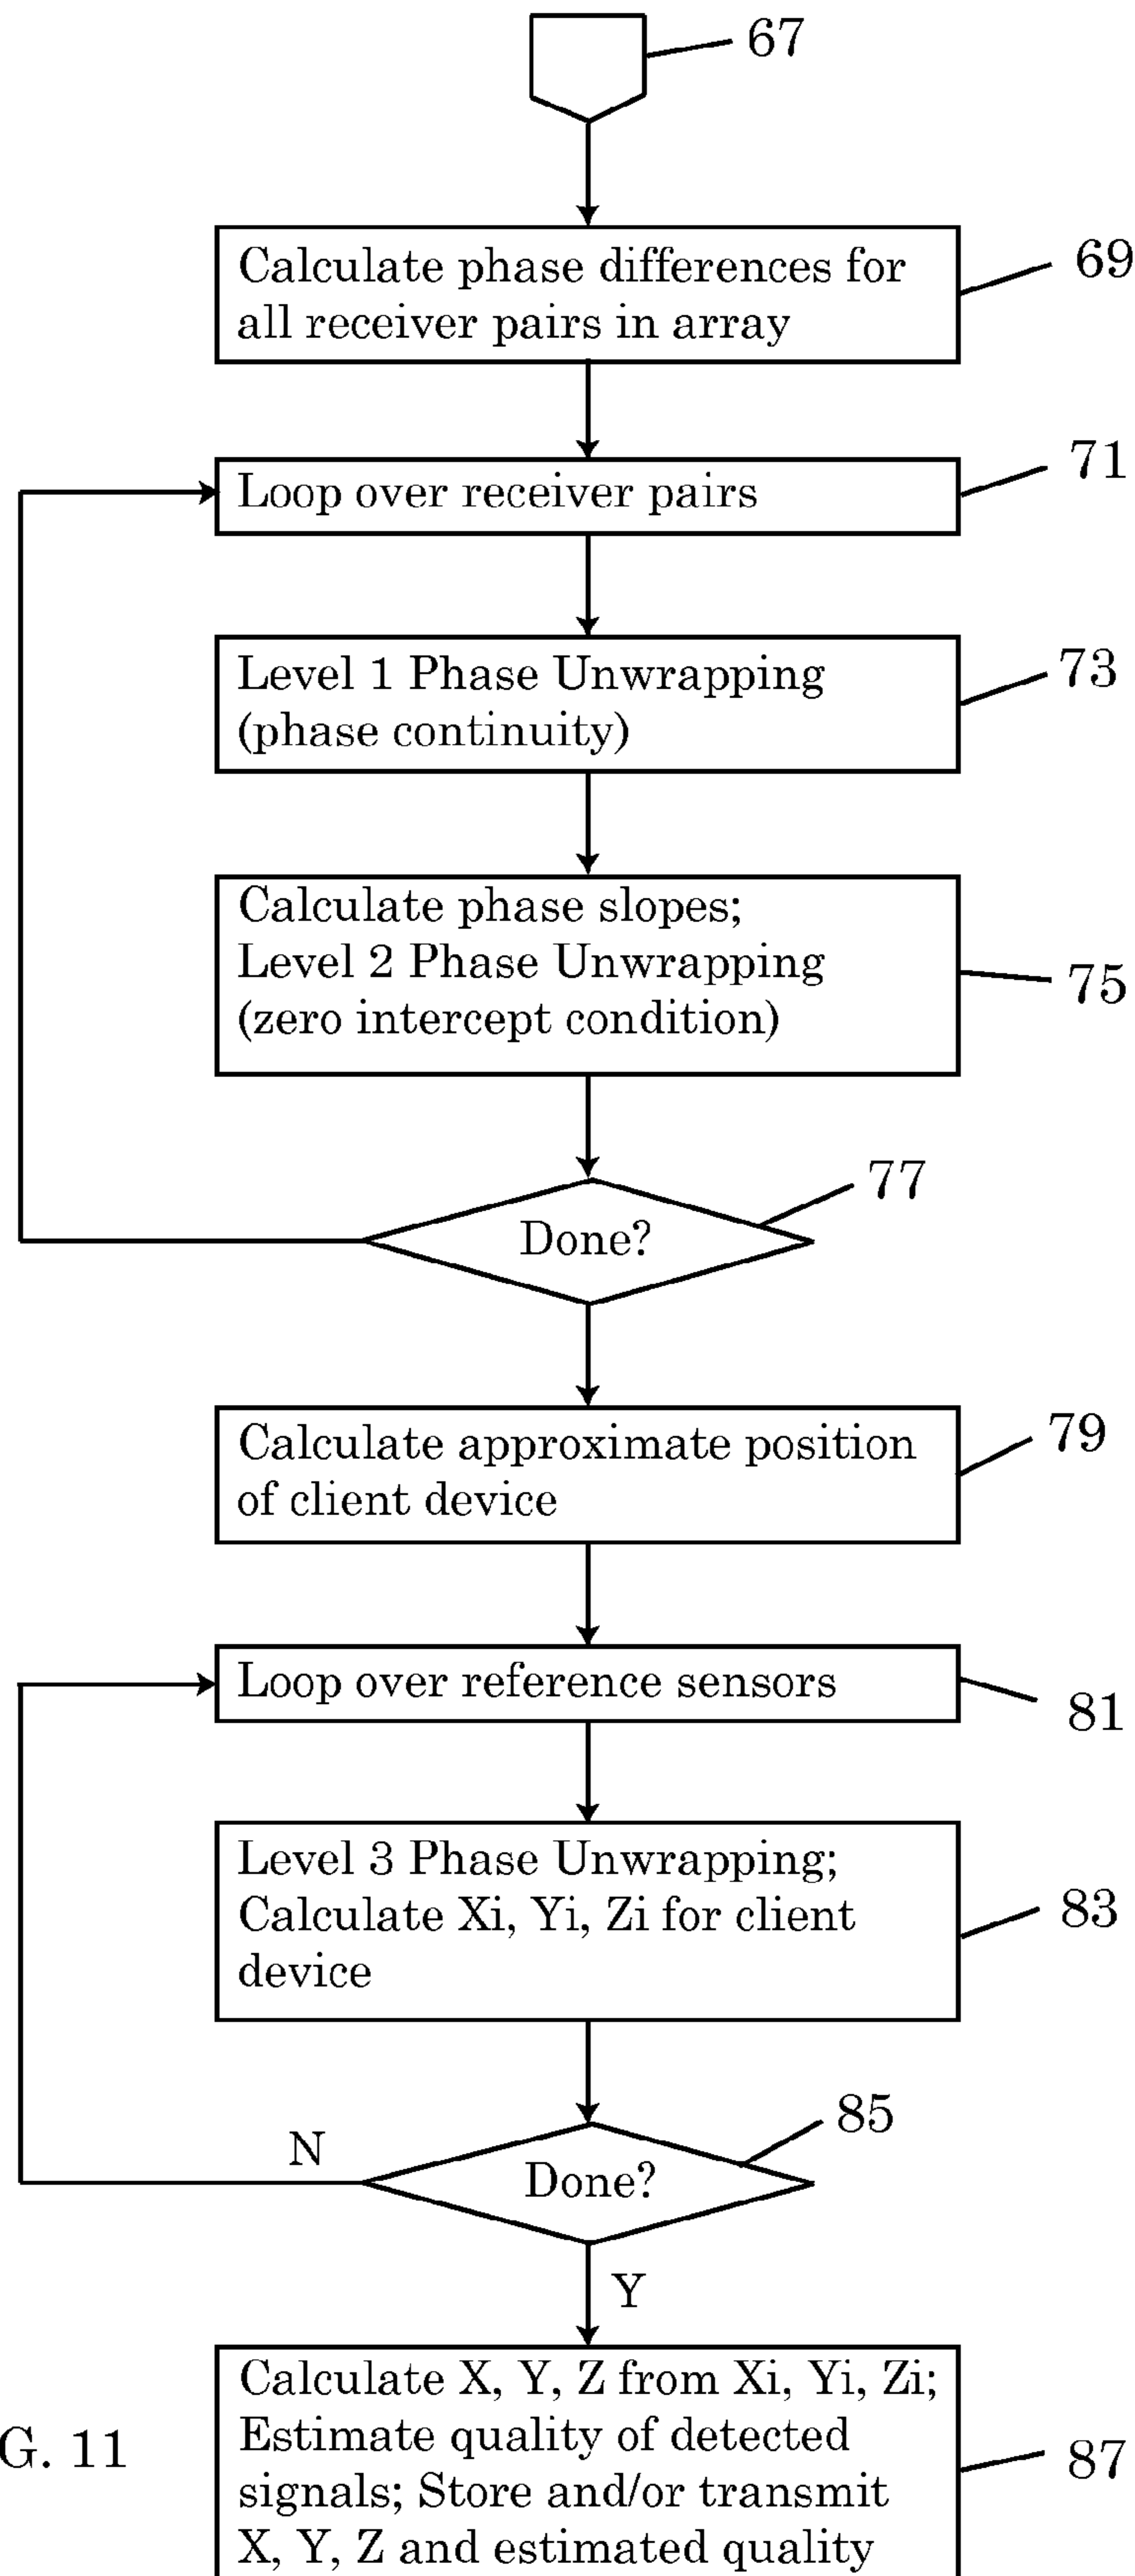 67
Calculate phase differences for
all receiver pairs in array
69
Loop over receiver pairs
71
Level 1 Phase Unwrapping
(phase continuity)
73
Calculate phase slopes;
Level 2 Phase Unwrapping
(zero intercept condition)
75
77
Done?
Calculate approximate position
of client device
79
Loop over reference sensors
81
Level 3 Phase Unwrapping;
Calculate Xi, Yi, Zi for client
device
83
85
N
Done?
Y
Calculate X, Y, Z from Xi, Yi, Zi;
Estimate quality of detected
signals; Store and/or transmit
X, Y, Z and estimated quality
87
G. 11